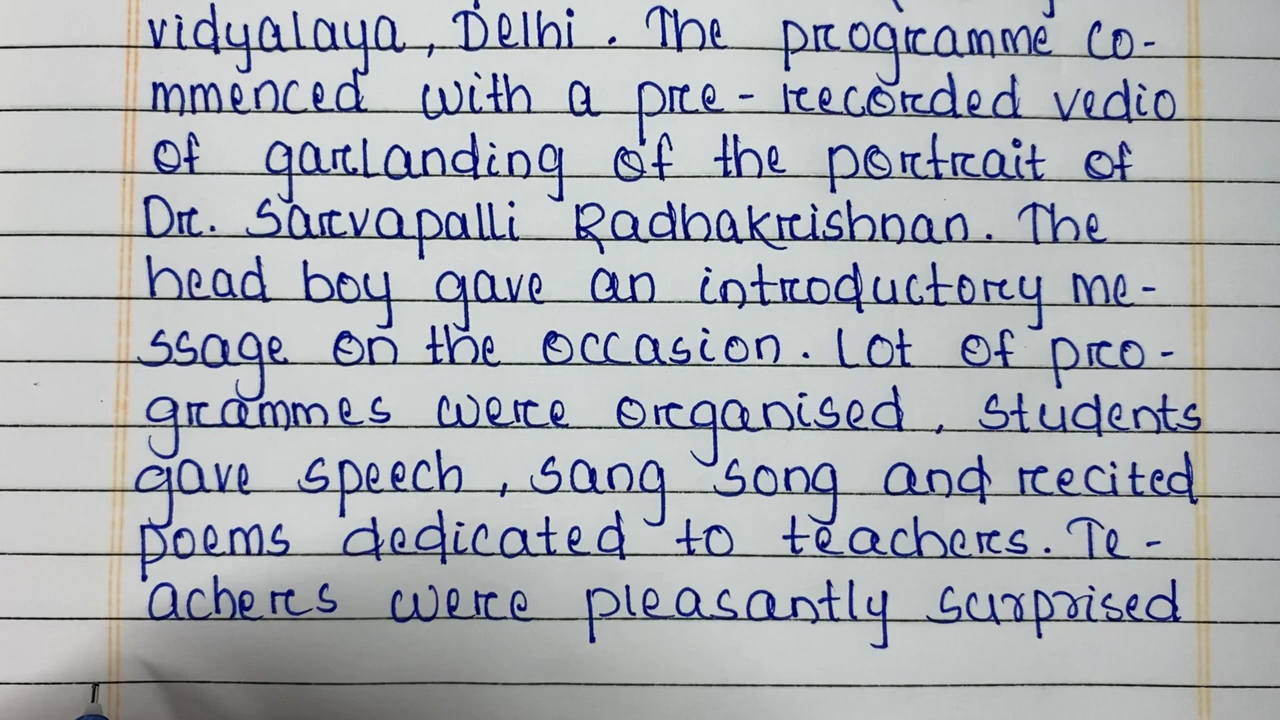 vidyalaya, Delhi. The programme co-
mmenced with a pre-recorded vedio
of garlanding of the portrait of
Dr. Sarvapalli Radhakrishnan. The
head boy gave an introductory me-
ssage on the occasion. Lot of pro-
grammes were organised, students
gave speech, sang song and recited
poems dedicated to teachers. Te-
achers were pleasantly surprised